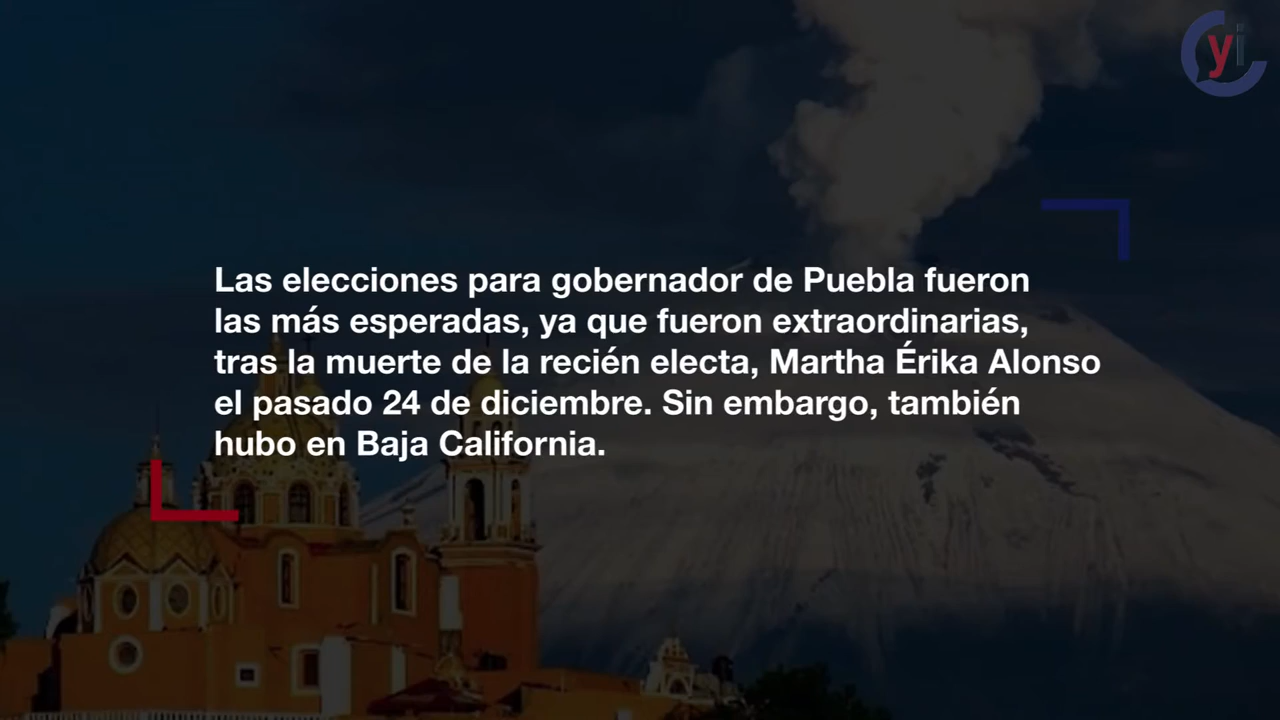 yi
Las elecciones para gobernador de Puebla fueron
las más esperadas, ya que fueron extraordinarias,
tras la muerte de la recién electa, Martha Érika Alonso
el pasado 24 de diciembre. Sin embargo, también
hubo en Baja California.